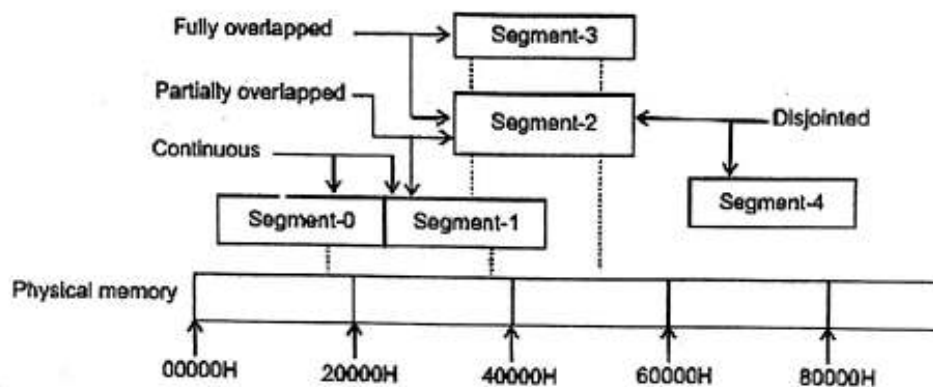 Fully overlapped
Segment-3
Partially overlapped
Segment-2
Disjointed
Continuous
Segment-0
Segment-1
Segment-4
Physical memory
00000H
20000H
40000H
60000H
80000H